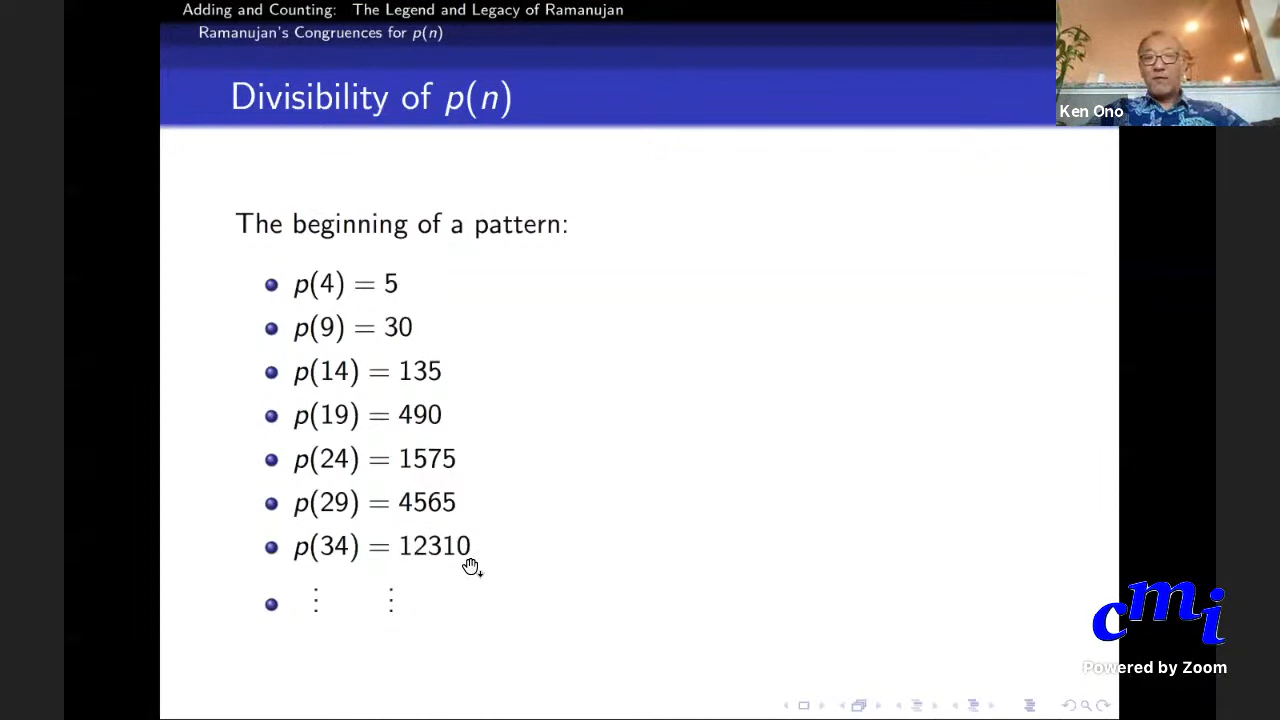 Adding and Counting: The Legend and Legacy of Ramanujan
Ramanujan's Congruences for p(n)
Divisibility of p(n)
Ken Ono
The beginning of a pattern:
p(4) = 5
p(9) = 30
p(14) = 135
p(19) = 490
p(24) = 1575
p(29) = 4565
p(34) = 12310
⋮ ⋮
cmi
Powered by Zoom